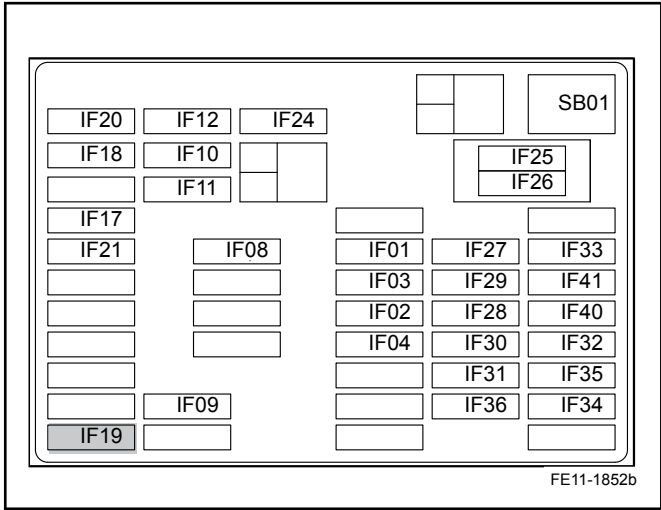 SB01
IF20 IF12 IF24
IF18 IF10 IF25
IF11 IF26
IF17
IF21 IF08 IF01 IF27 IF33
IF03 IF29 IF41
IF02 IF28 IF40
IF04 IF30 IF32
IF31 IF35
IF09 IF36 IF34
IF19
FE11-1852b